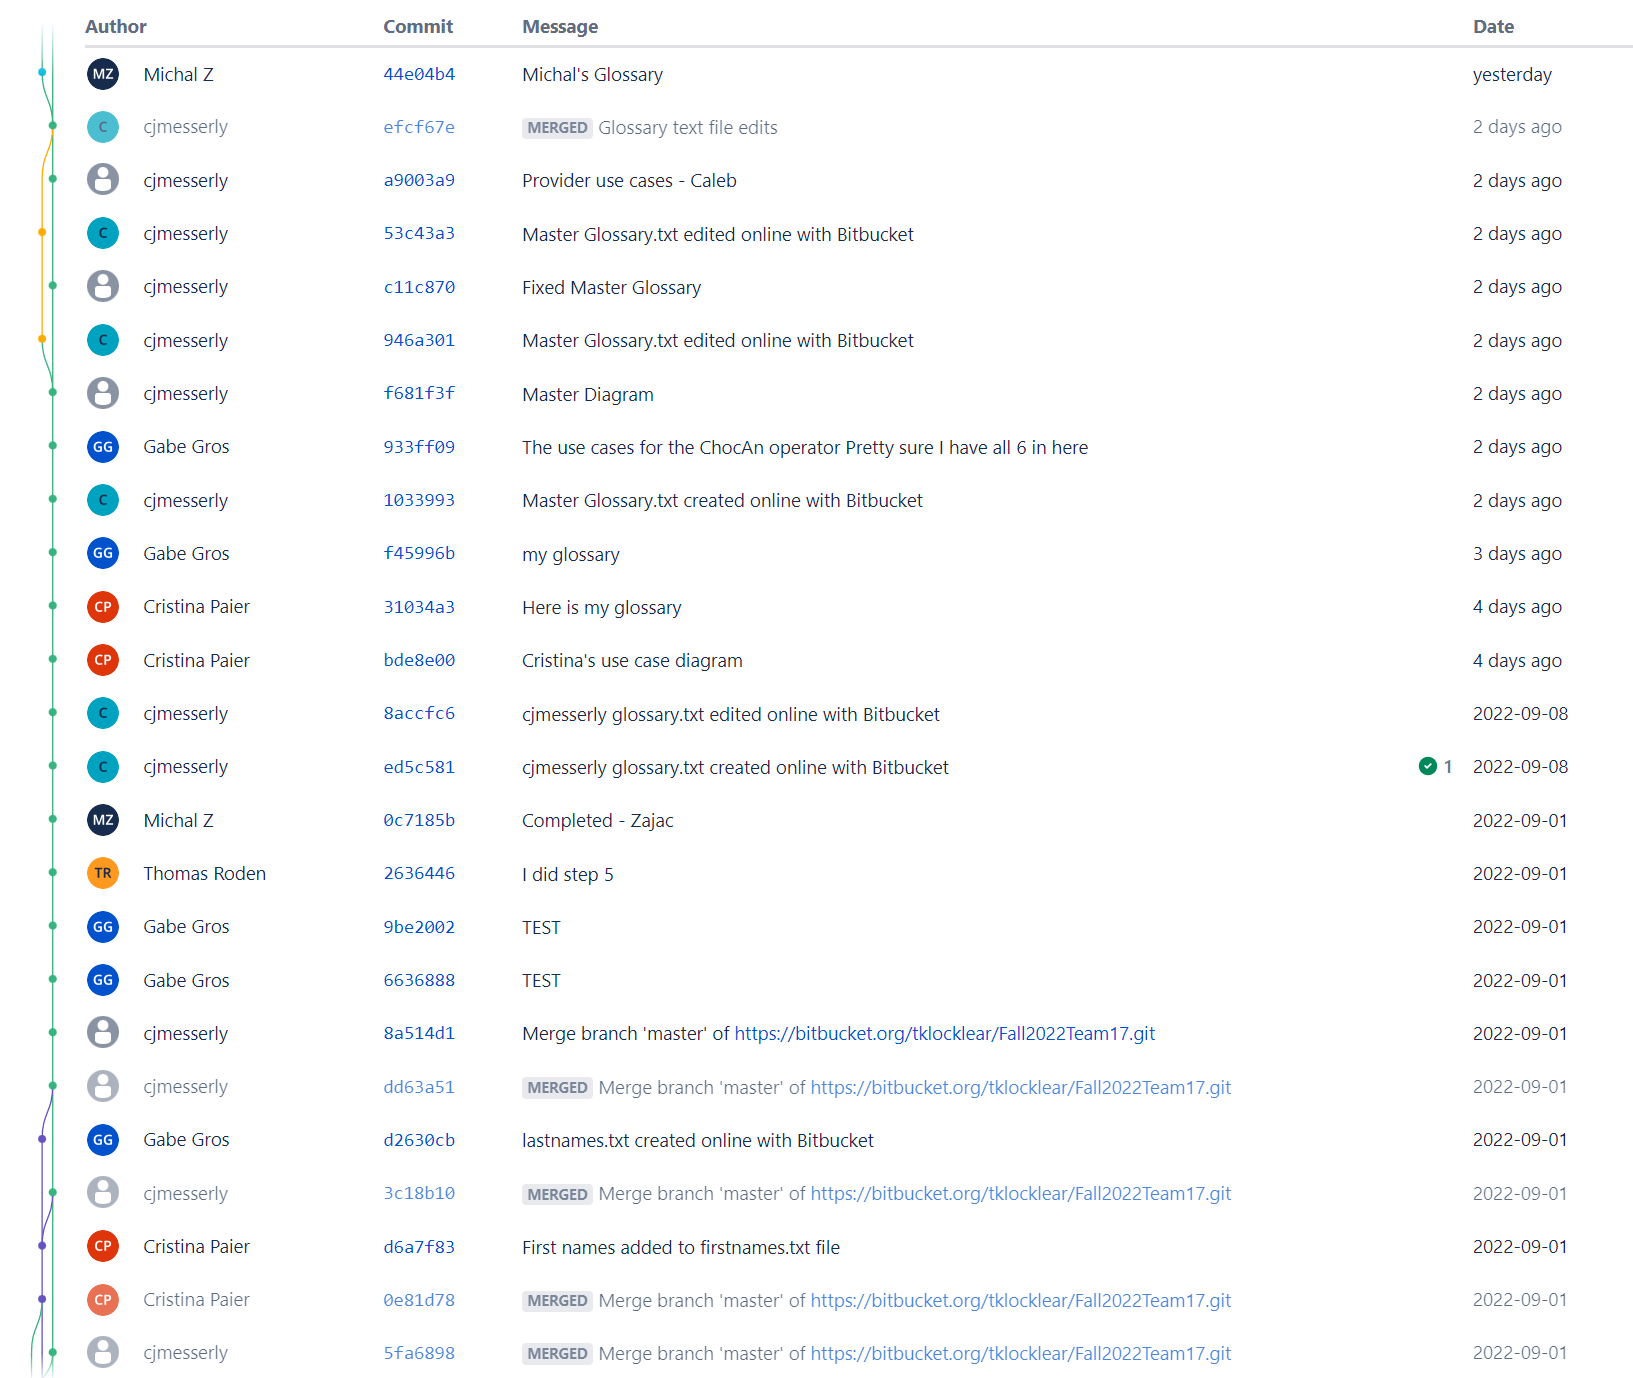 Author Commit Message Date
MZ Michal Z 44e04b4 Michal's Glossary yesterday
C cjmesserly efcf67e MERGED Glossary text file edits 2 days ago
cjmesserly a9003a9 Provider use cases - Caleb 2 days ago
C cjmesserly 53c43a3 Master Glossary.txt edited online with Bitbucket 2 days ago
cjmesserly c11c870 Fixed Master Glossary 2 days ago
C cjmesserly 946a301 Master Glossary.txt edited online with Bitbucket 2 days ago
cjmesserly f681f3f Master Diagram 2 days ago
GG Gabe Gros 933ff09 The use cases for the ChocAn operator Pretty sure I have all 6 in here 2 days ago
C cjmesserly 1033993 Master Glossary.txt created online with Bitbucket 2 days ago
GG Gabe Gros f45996b my glossary 3 days ago
CP Cristina Paier 31034a3 Here is my glossary 4 days ago
CP Cristina Paier bde8e00 Cristina's use case diagram 4 days ago
C cjmesserly 8accfc6 cjmesserly glossary.txt edited online with Bitbucket 2022-09-08
C cjmesserly ed5c581 cjmesserly glossary.txt created online with Bitbucket 1 2022-09-08
MZ Michal Z 0c7185b Completed - Zajac 2022-09-01
TR Thomas Roden 2636446 I did step 5 2022-09-01
GG Gabe Gros 9be2002 TEST 2022-09-01
GG Gabe Gros 6636888 TEST 2022-09-01
cjmesserly 8a514d1 Merge branch 'master' of https://bitbucket.org/tklocklear/Fall2022Team17.git 2022-09-01
cjmesserly dd63a51 MERGED Merge branch 'master' of https://bitbucket.org/tklocklear/Fall2022Team17.git 2022-09-01
GG Gabe Gros d2630cb lastnames.txt created online with Bitbucket 2022-09-01
cjmesserly 3c18b10 MERGED Merge branch 'master' of https://bitbucket.org/tklocklear/Fall2022Team17.git 2022-09-01
CP Cristina Paier d6a7f83 First names added to firstnames.txt file 2022-09-01
CP Cristina Paier 0e81d78 MERGED Merge branch 'master' of https://bitbucket.org/tklocklear/Fall2022Team17.git 2022-09-01
cjmesserly 5fa6898 MERGED Merge branch 'master' of https://bitbucket.org/tklocklear/Fall2022Team17.git 2022-09-01